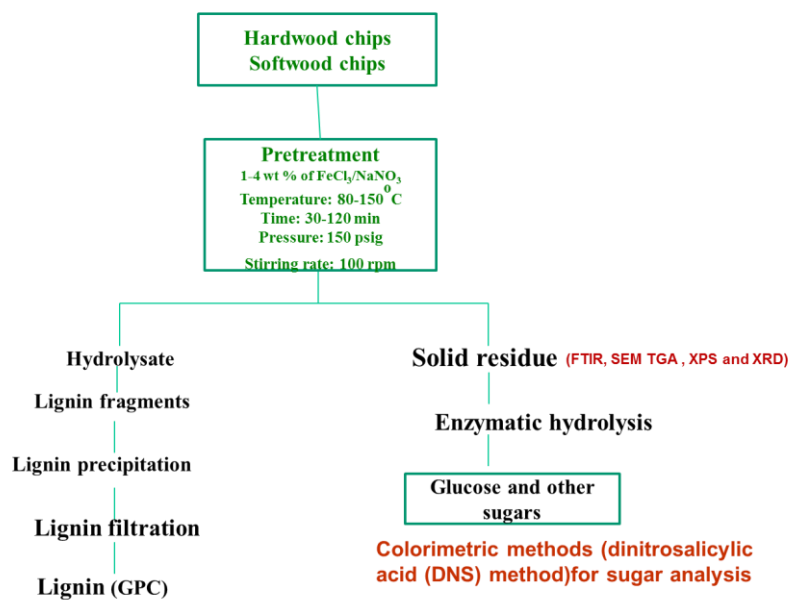 Hardwood chips
Softwood chips
Pretreatment
1-4 wt % of FeCl₃/NaNO₃
Temperature: 80-150°C
Time: 30-120 min
Pressure: 150 psig
Stirring rate: 100 rpm
Hydrolysate
Lignin fragments
Lignin precipitation
Lignin filtration
Lignin (GPC)
Solid residue (FTIR, SEM TGA , XPS and XRD)
Enzymatic hydrolysis
Glucose and other
sugars
Colorimetric methods (dinitrosalicylic
acid (DNS) method)for sugar analysis